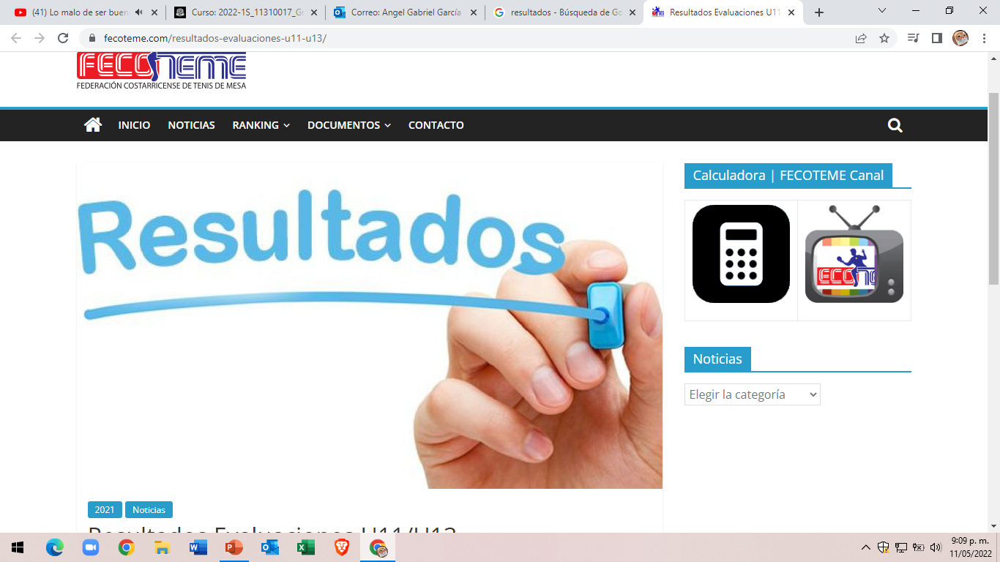 (41) Lo malo de ser buen
Curso: 2022-1S_11310017_Gr
Correo: Angel Gabriel García
resultados - Búsqueda de Go
Resultados Evaluaciones U11
fecoteme.com/resultados-evaluaciones-u11-u13/
FECOTEME
FEDERACIÓN COSTARRICENSE DE TENIS DE MESA
INICIO NOTICIAS RANKING DOCUMENTOS CONTACTO
Resultados
Calculadora | FECOTEME Canal
FECOTE
Noticias
Elegir la categoría
2021 Noticias
Resultados Evaluaciones U11/U13
9:09 p. m.
11/05/2022